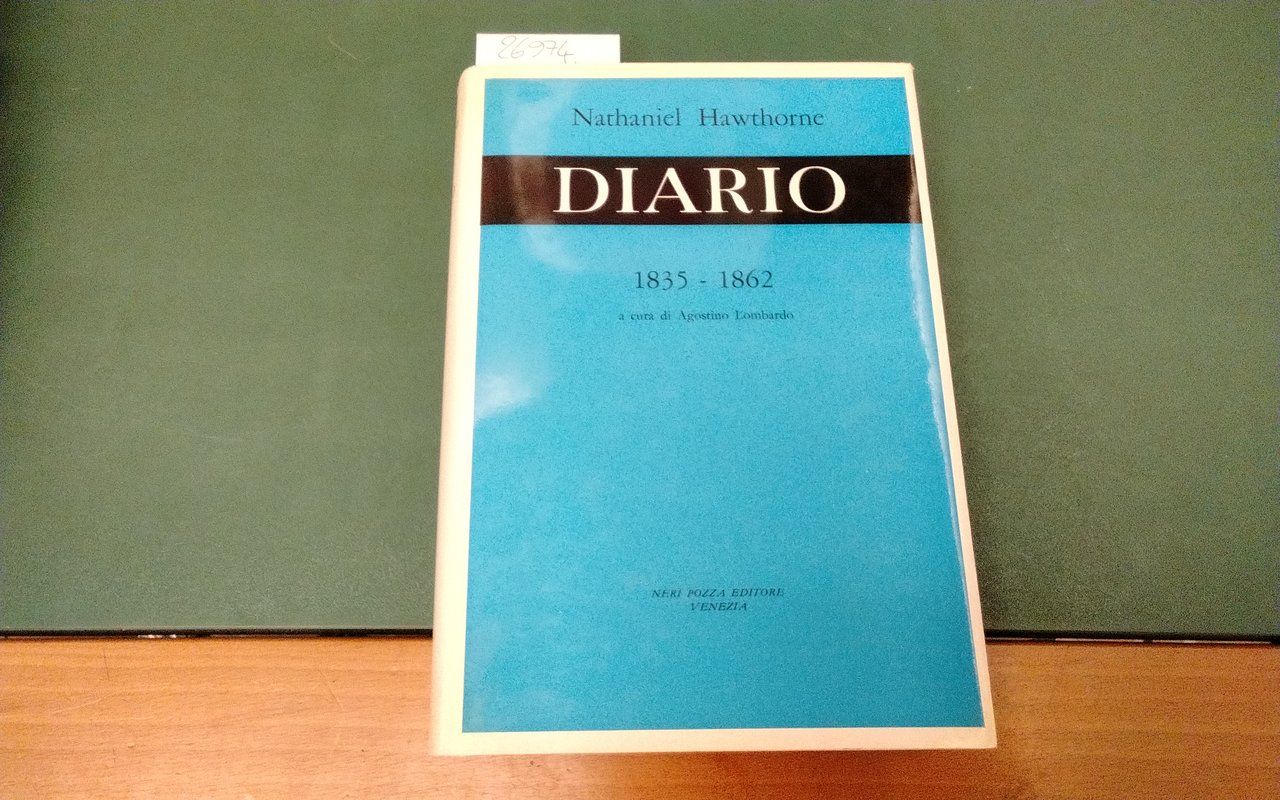 26974.
Nathaniel Hawthorne
DIARIO
1835 - 1862
a cura di Agostino Lombardo
NERI POZZA EDITORE
VENEZIA